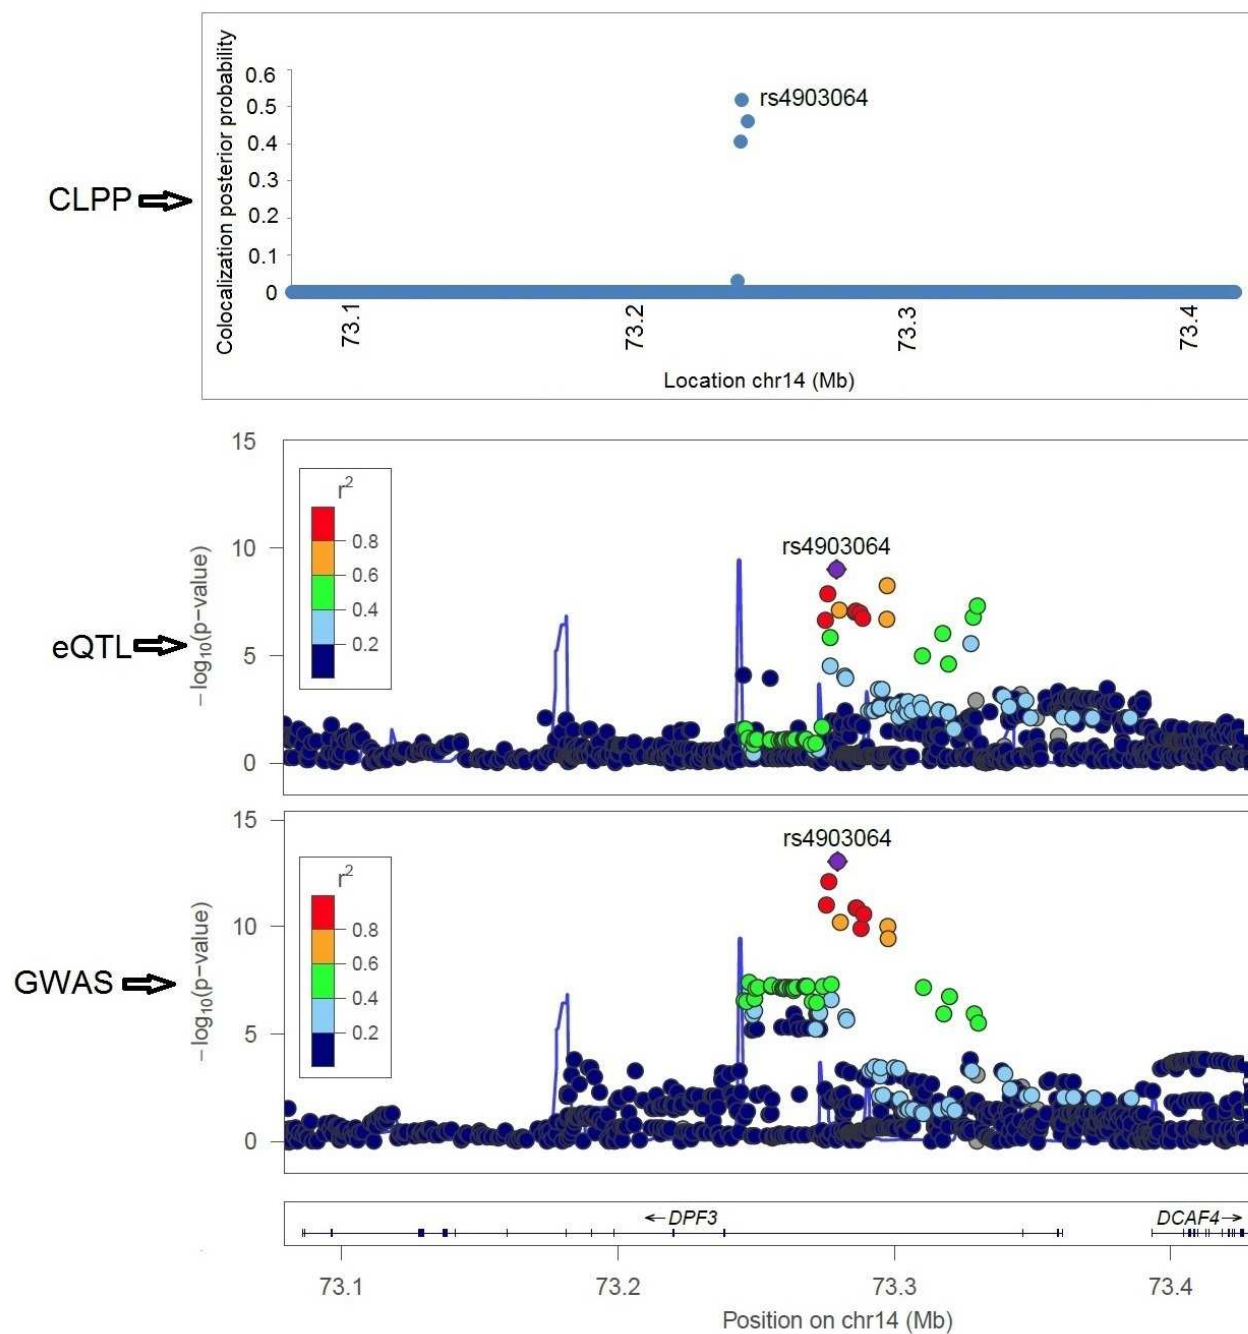 CLPP
Colocalization posterior probability
0.6
0.5
0.4
0.3
0.2
0.1
0
rs4903064
73.1
73.2
73.3
73.4
Location chr14 (Mb)
eQTL
−log10(p−value)
15
10
5
0
r2
0.8
0.6
0.4
0.2
rs4903064
GWAS
−log10(p−value)
15
10
5
0
r2
0.8
0.6
0.4
0.2
rs4903064
←DPF3
DCAF4→
73.1
73.2
73.3
73.4
Position on chr14 (Mb)